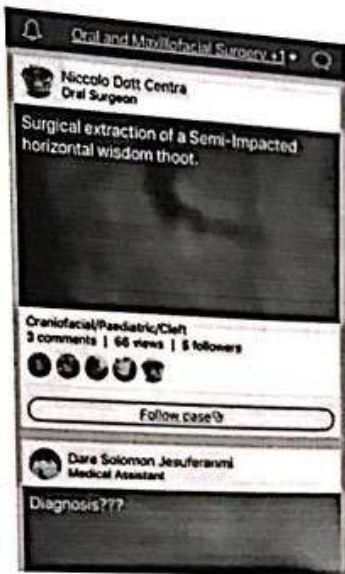 Oral and Maxillofacial Surgery +1
Niccolo Dott Centra
Oral Surgeon
Surgical extraction of a Semi-Impacted
horizontal wisdom thoot.
Craniofacial/Paediatric/Cleft
3 comments | 66 views | 5 followers
Follow case
Dara Solomon Jesuferanmi
Medical Assistant
Diagnosis???